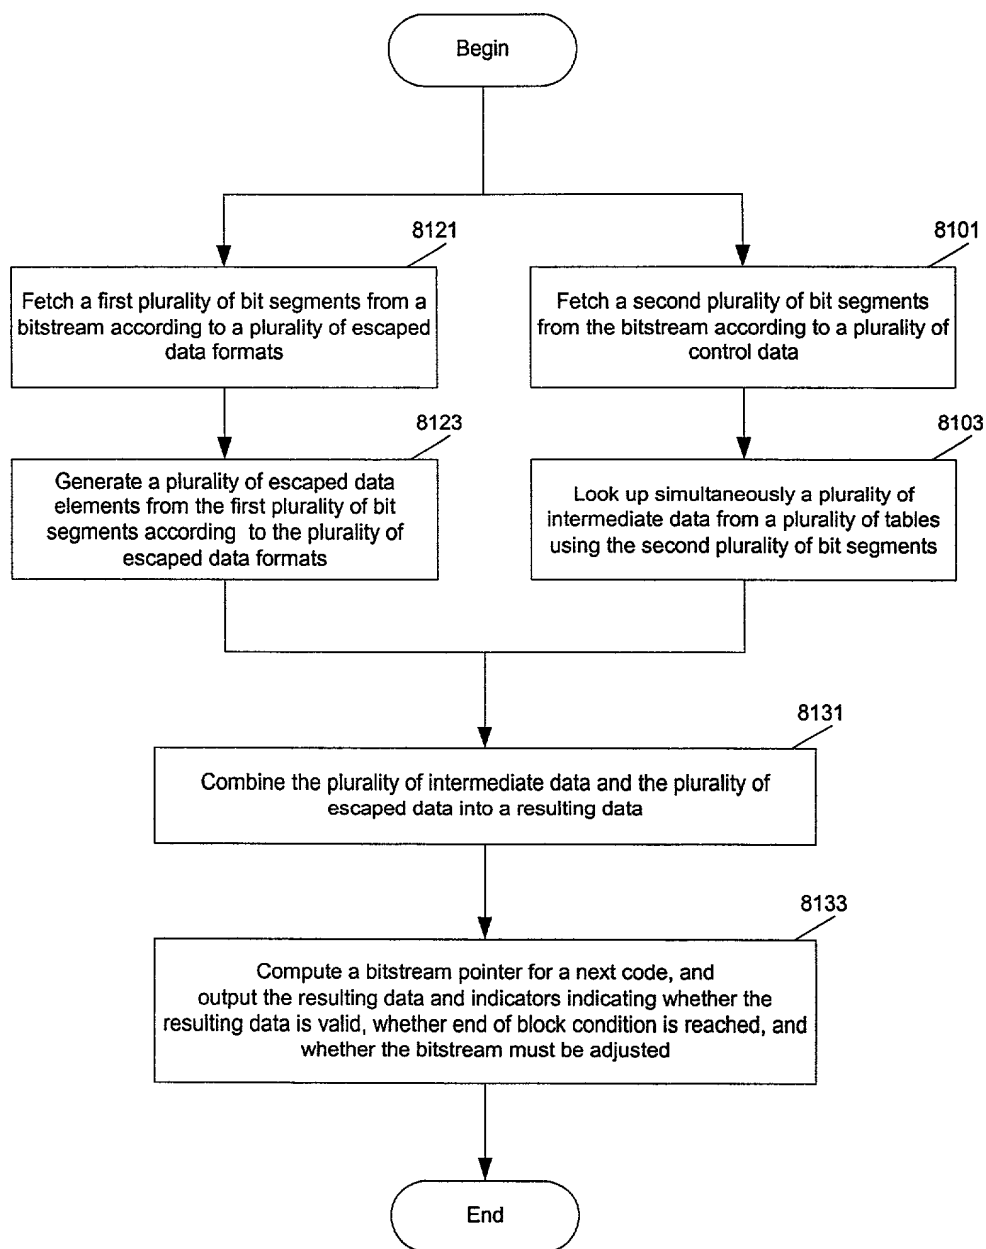 Begin
8121
Fetch a first plurality of bit segments from a
bitstream according to a plurality of escaped
data formats
8101
Fetch a second plurality of bit segments
from the bitstream according to a plurality of
control data
8123
Generate a plurality of escaped data
elements from the first plurality of bit
segments according to the plurality of
escaped data formats
8103
Look up simultaneously a plurality of
intermediate data from a plurality of tables
using the second plurality of bit segments
8131
Combine the plurality of intermediate data and the plurality of
escaped data into a resulting data
8133
Compute a bitstream pointer for a next code, and
output the resulting data and indicators indicating whether the
resulting data is valid, whether end of block condition is reached, and
whether the bitstream must be adjusted
End